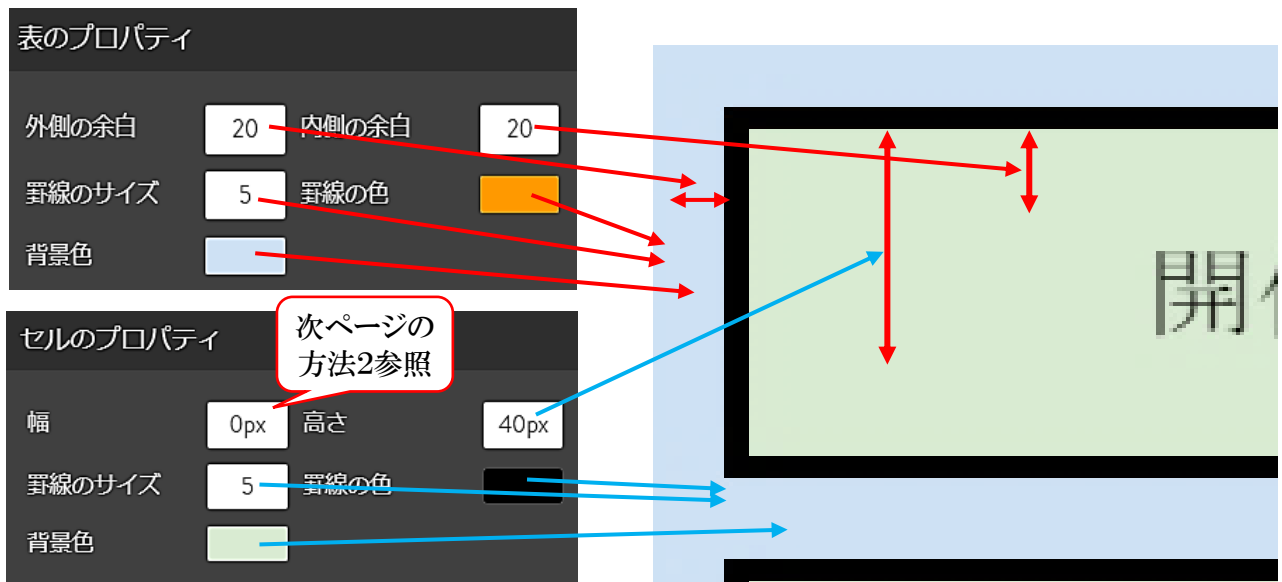 表のプロパティ
外側の余白 20 内側の余白 20
罫線のサイズ 5 罫線の色
背景色
セルのプロパティ
次ページの
方法2参照
幅 0px 高さ 40px
罫線のサイズ 5 罫線の色
背景色
開